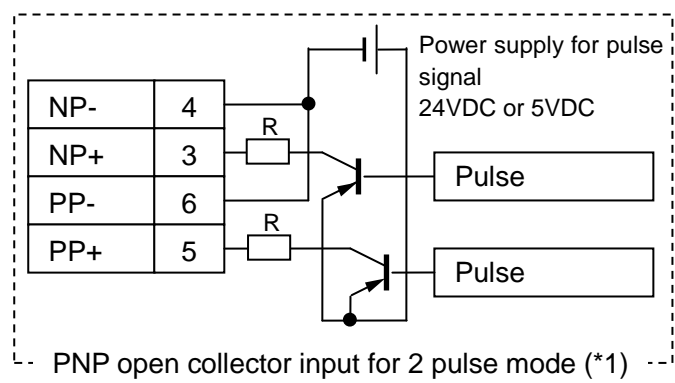 Power supply for pulse
signal
24VDC or 5VDC
NP- 4
NP+ 3
PP- 6
PP+ 5
R
R
Pulse
Pulse
PNP open collector input for 2 pulse mode (*1)